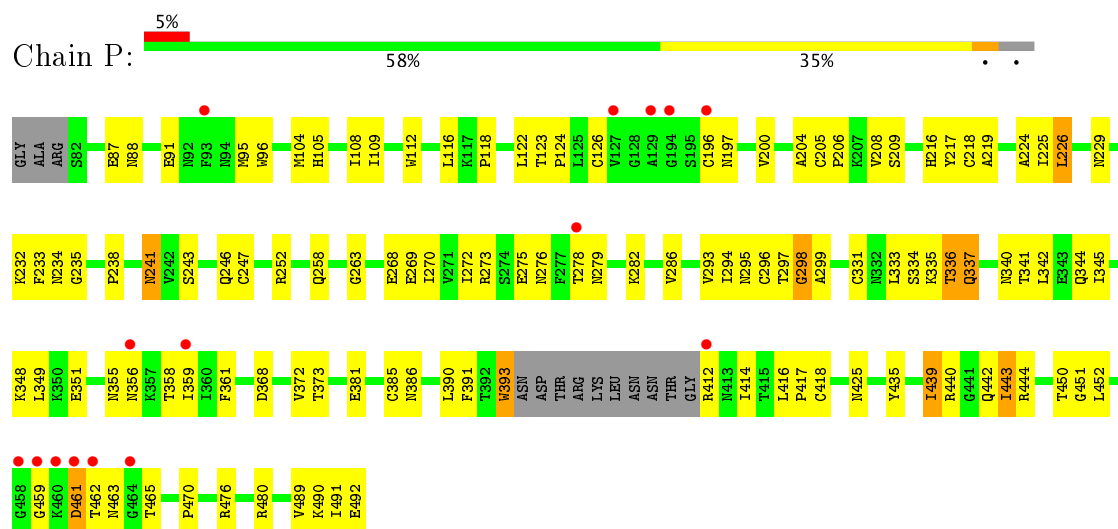 5%
Chain P:
58% 35% • •
GLY ALA ARG S82 E87 N88 E91 N92 F93 N94 M95 W96 M104 H105 I108 I109 W112 L116 K117 P118 L122 T123 P124 L125 G126 V127 G128 A129 G194 S195 C196 N197 V200 A204 C205 P206 K207 V208 S209 H216 Y217 C218 A219 A224 I225 L226 N229
K232 F233 N234 G235 P238 N241 V242 S243 Q246 C247 R252 Q258 G263 E268 E269 I270 V271 I272 R273 S274 E275 N276 F277 T278 N279 K282 V286 V293 I294 N295 C296 T297 G298 A299 C331 N332 L333 S334 K335 T336 Q337 N340 T341 L342 E343 Q344 I345
K348 L349 K350 E351 N355 N356 K357 T358 I359 I360 F361 D368 V372 T373 E381 C385 N386 L390 F391 T392 W393 ASN ASP THR ARG LYS LEU ASN ASN THR GLY R412 N413 I414 T415 L416 P417 C418 N425 Y435 I439 R440 G441 Q442 I443 R444 T450 G451 L452
G458 G459 K460 D461 T462 N463 G464 T465 P470 R476 R480 V489 K490 I491 E492